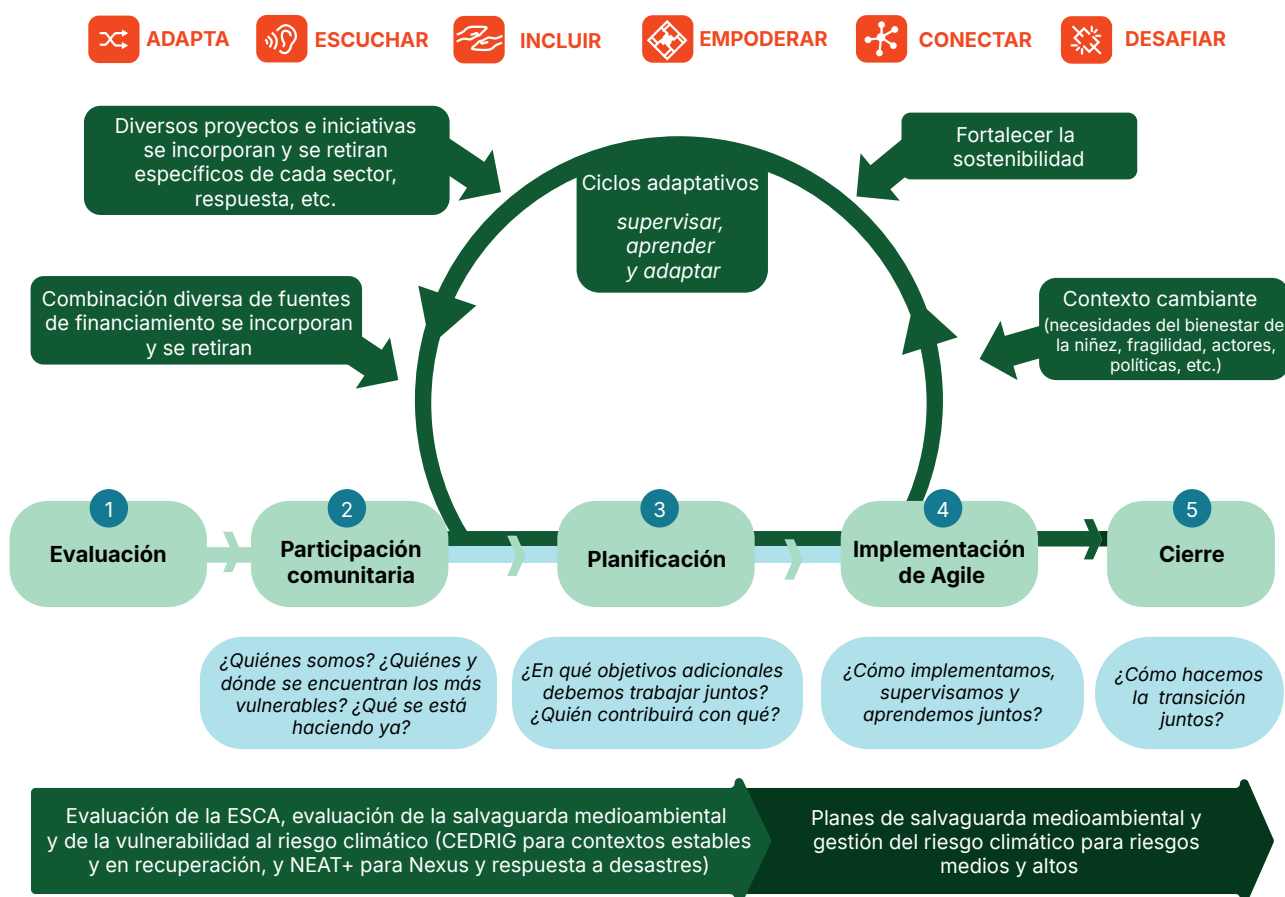 ADAPTA
ESCUCHAR
INCLUIR
EMPODERAR
CONECTAR
DESAFIAR
Diversos proyectos e iniciativas
se incorporan y se retiran
específicos de cada sector,
respuesta, etc.
Ciclos adaptativos
supervisar,
aprender
y adaptar
Fortalecer la
sostenibilidad
Combinación diversa de fuentes
de financiamiento se incorporan
y se retiran
Contexto cambiante
(necesidades del bienestar de
la niñez, fragilidad, actores,
políticas, etc.)
1
Evaluación
2
Participación
comunitaria
3
Planificación
4
Implementación
de Agile
5
Cierre
¿Quiénes somos? ¿Quiénes y
dónde se encuentran los más
vulnerables? ¿Qué se está
haciendo ya?
¿En qué objetivos adicionales
debemos trabajar juntos?
¿Quién contribuirá con qué?
¿Cómo implementamos,
supervisamos y
aprendemos juntos?
¿Cómo hacemos
la transición
juntos?
Evaluación de la ESCA, evaluación de la salvaguarda medioambiental
y de la vulnerabilidad al riesgo climático (CEDRIG para contextos estables
y en recuperación, y NEAT+ para Nexus y respuesta a desastres)
Planes de salvaguarda medioambiental y
gestión del riesgo climático para riesgos
medios y altos